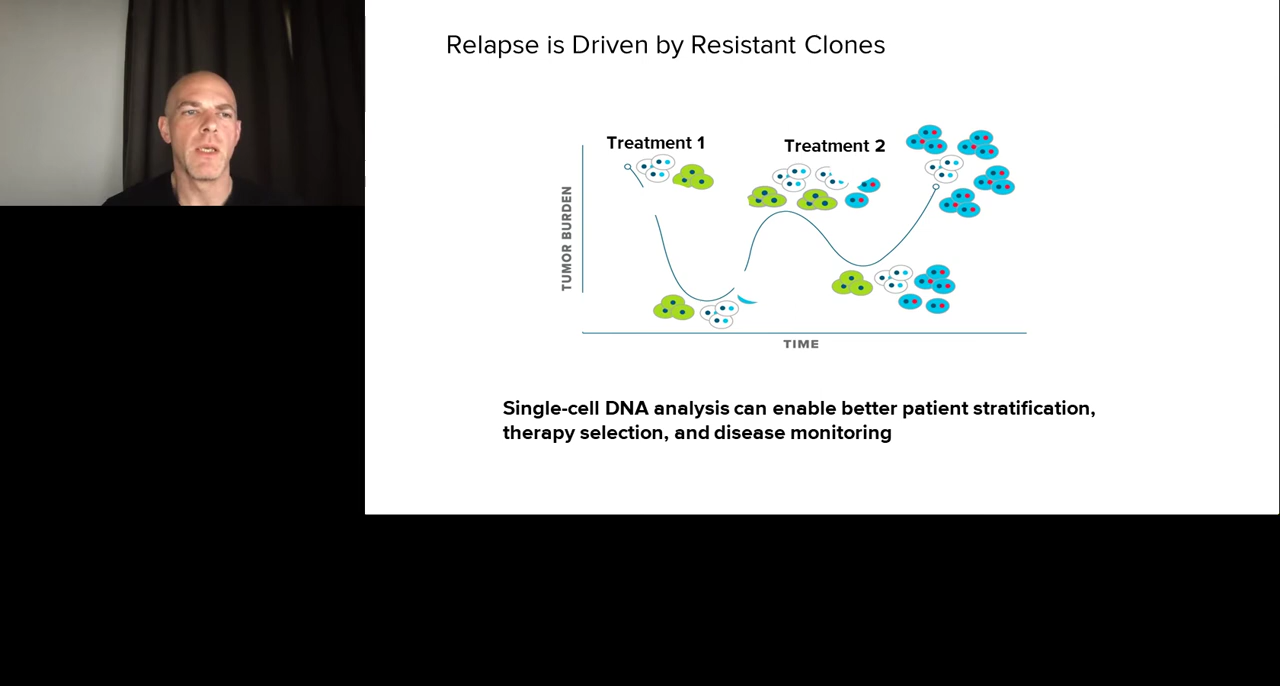 Relapse is Driven by Resistant Clones
Treatment 1
Treatment 2
TUMOR BURDEN
TIME
Single-cell DNA analysis can enable better patient stratification,
therapy selection, and disease monitoring